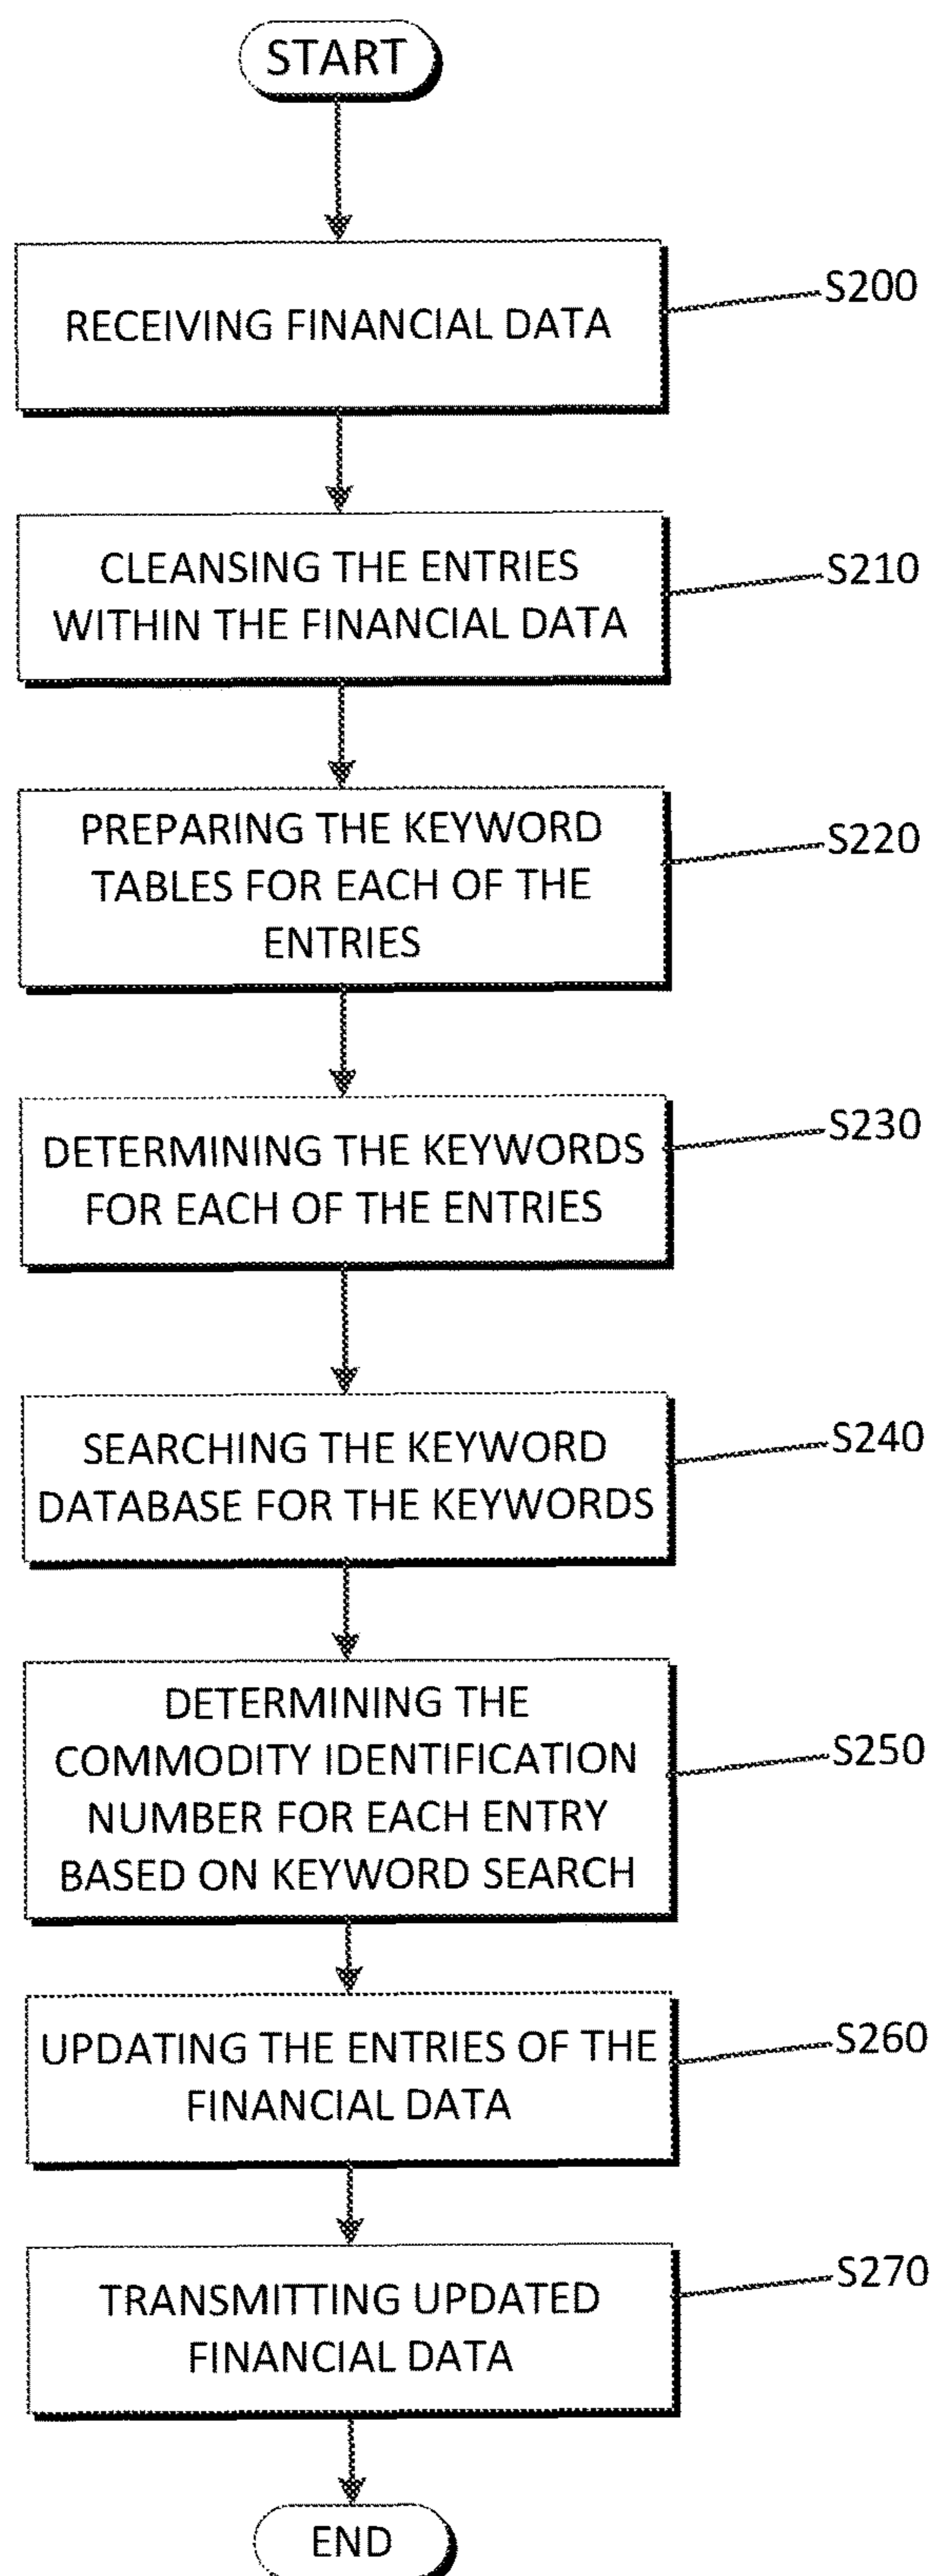 START
RECEIVING FINANCIAL DATA
S200
CLEANSING THE ENTRIES
WITHIN THE FINANCIAL DATA
S210
PREPARING THE KEYWORD
TABLES FOR EACH OF THE
ENTRIES
S220
DETERMINING THE KEYWORDS
FOR EACH OF THE ENTRIES
S230
SEARCHING THE KEYWORD
DATABASE FOR THE KEYWORDS
S240
DETERMINING THE
COMMODITY IDENTIFICATION
NUMBER FOR EACH ENTRY
BASED ON KEYWORD SEARCH
S250
UPDATING THE ENTRIES OF THE
FINANCIAL DATA
S260
TRANSMITTING UPDATED
FINANCIAL DATA
S270
END